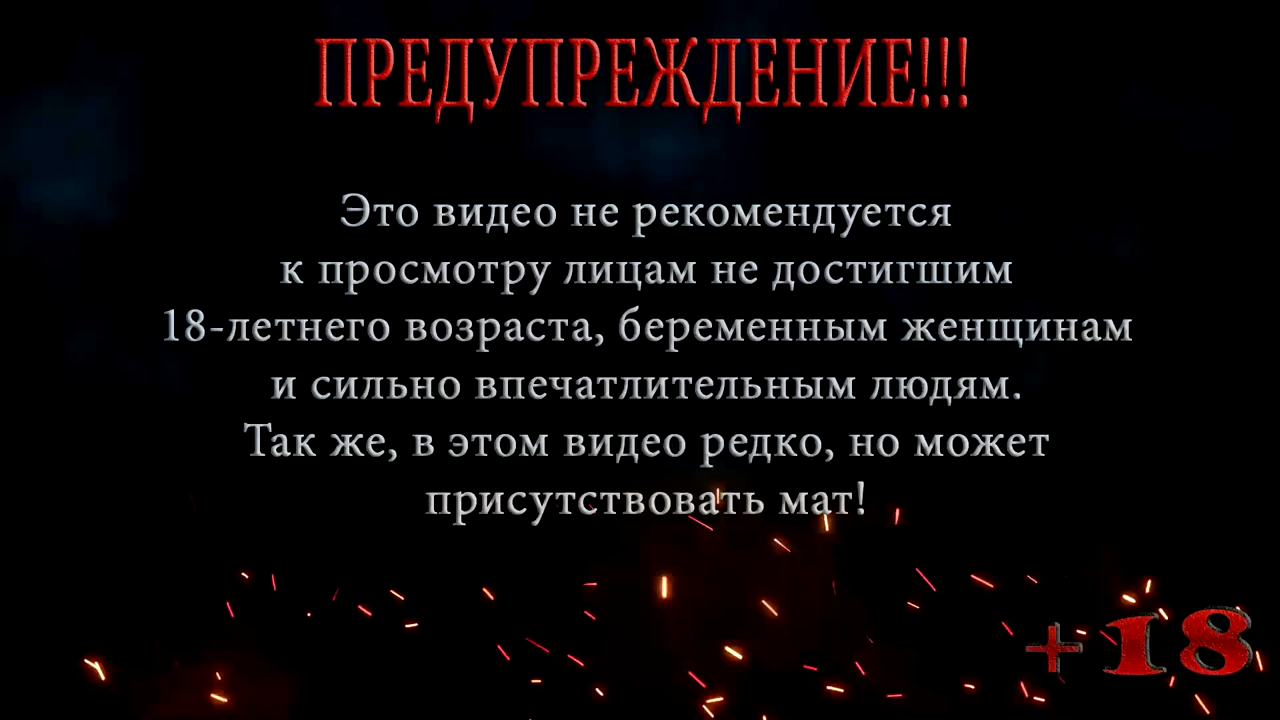 ПРЕДУПРЕЖДЕНИЕ!!!
Это видео не рекомендуется
к просмотру лицам не достигшим
18-летнего возраста, беременным женщинам
и сильно впечатлительным людям.
Так же, в этом видео редко, но может
присутствовать мат!
+18